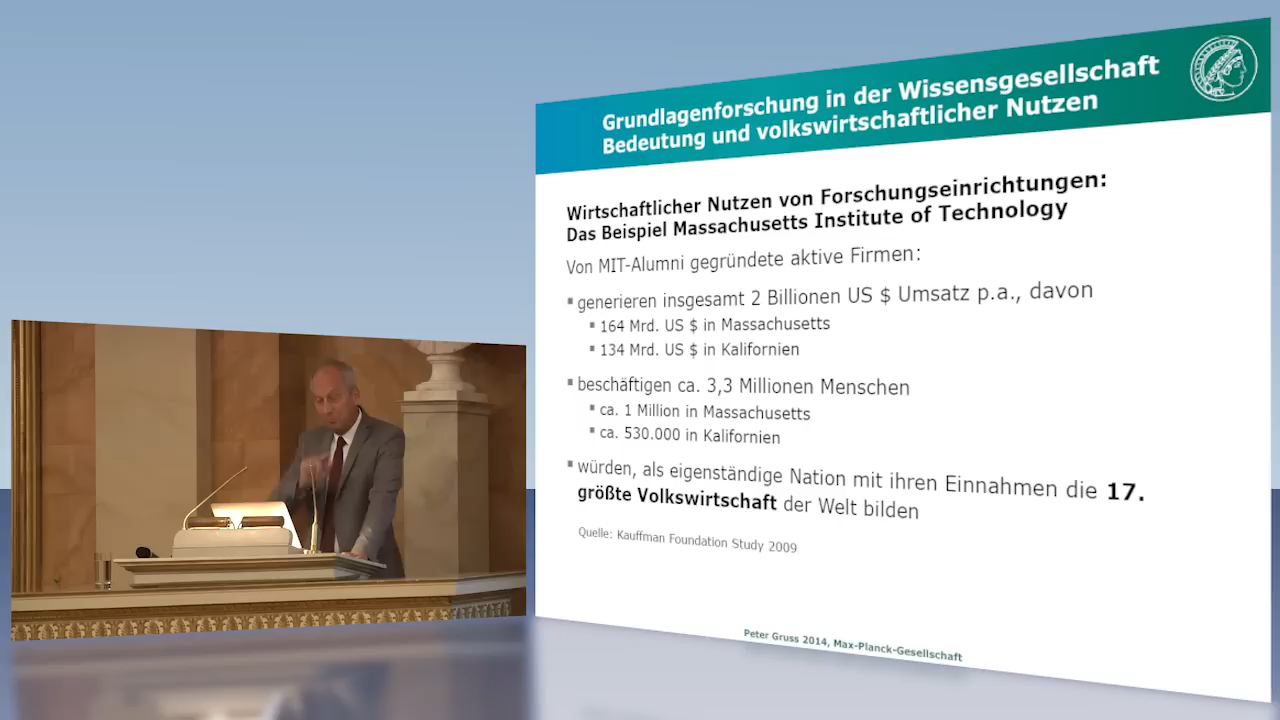 Grundlagenforschung in der Wissensgesellschaft
Bedeutung und volkswirtschaftlicher Nutzen
Wirtschaftlicher Nutzen von Forschungseinrichtungen:
Das Beispiel Massachusetts Institute of Technology
Von MIT-Alumni gegründete aktive Firmen:
generieren insgesamt 2 Billionen US $ Umsatz p.a., davon
164 Mrd. US $ in Massachusetts
134 Mrd. US $ in Kalifornien
beschäftigen ca. 3,3 Millionen Menschen
ca. 1 Million in Massachusetts
ca. 530.000 in Kalifornien
würden, als eigenständige Nation mit ihren Einnahmen die 17.
größte Volkswirtschaft der Welt bilden
Quelle: Kauffman Foundation Study 2009
Peter Gruss 2014, Max-Planck-Gesellschaft